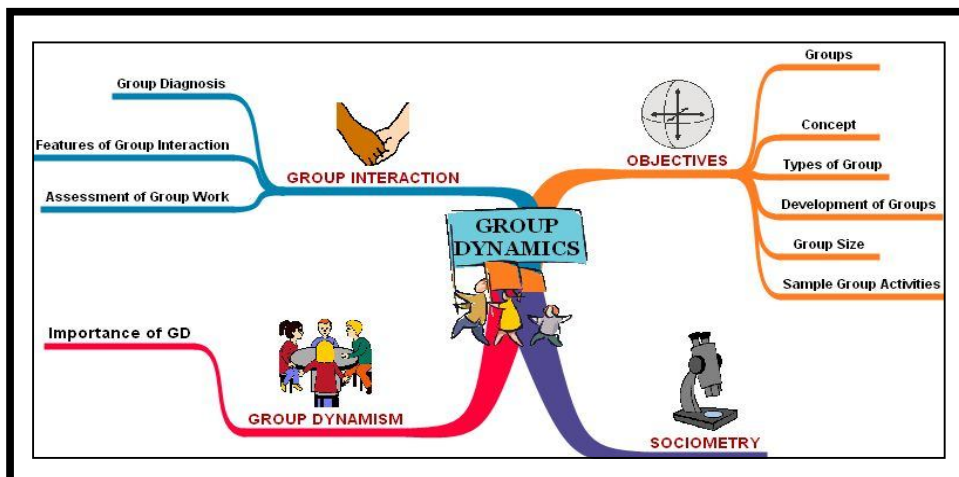 GROUP
DYNAMICS
GROUP INTERACTION
Group Diagnosis
Features of Group Interaction
Assessment of Group Work
OBJECTIVES
Groups
Concept
Types of Group
Development of Groups
Group Size
Sample Group Activities
GROUP DYNAMISM
Importance of GD
SOCIOMETRY